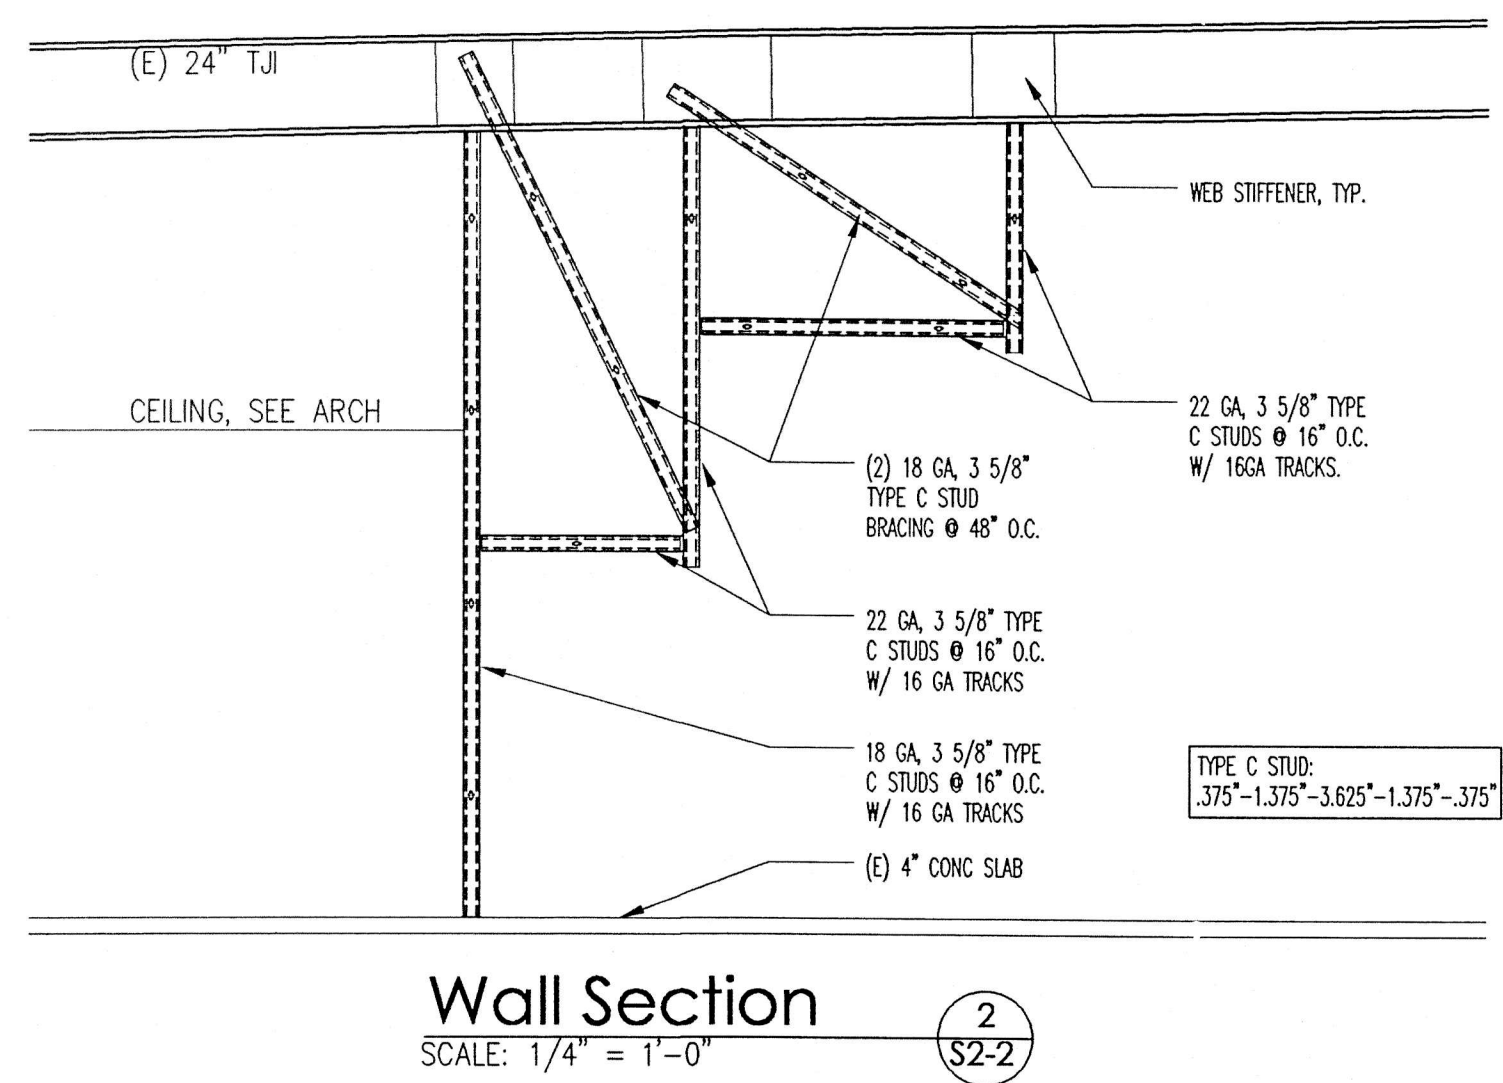 (E) 24" TJI
WEB STIFFENER, TYP.
CEILING, SEE ARCH
22 GA, 3 5/8" TYPE
C STUDS @ 16" O.C.
W/ 16GA TRACKS.
(2) 18 GA, 3 5/8"
TYPE C STUD
BRACING @ 48" O.C.
22 GA, 3 5/8" TYPE
C STUDS @ 16" O.C.
W/ 16 GA TRACKS
18 GA, 3 5/8" TYPE
C STUDS @ 16" O.C.
W/ 16 GA TRACKS
TYPE C STUD:
.375"-1.375"-3.625"-1.375"-.375"
(E) 4" CONC SLAB
Wall Section
SCALE: 1/4" = 1'-0"
2
S2-2